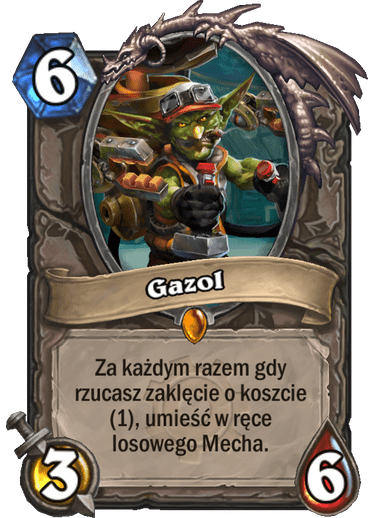 6
Gazol
Za każdym razem gdy
rzucasz zaklęcie o koszcie
(1), umieść w ręce
losowego Mecha.
3
6